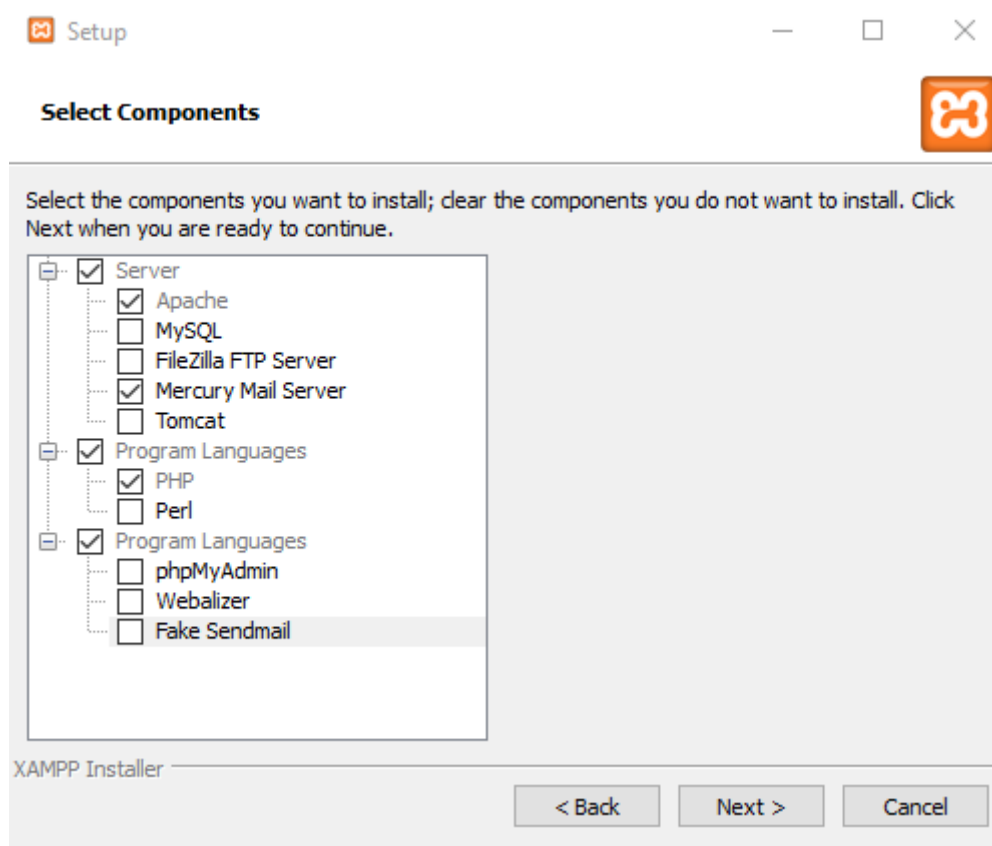 Setup
Select Components
Select the components you want to install; clear the components you do not want to install. Click
Next when you are ready to continue.
Server
Apache
MySQL
FileZilla FTP Server
Mercury Mail Server
Tomcat
Program Languages
PHP
Perl
Program Languages
phpMyAdmin
Webalizer
Fake Sendmail
XAMPP Installer
< Back Next > Cancel